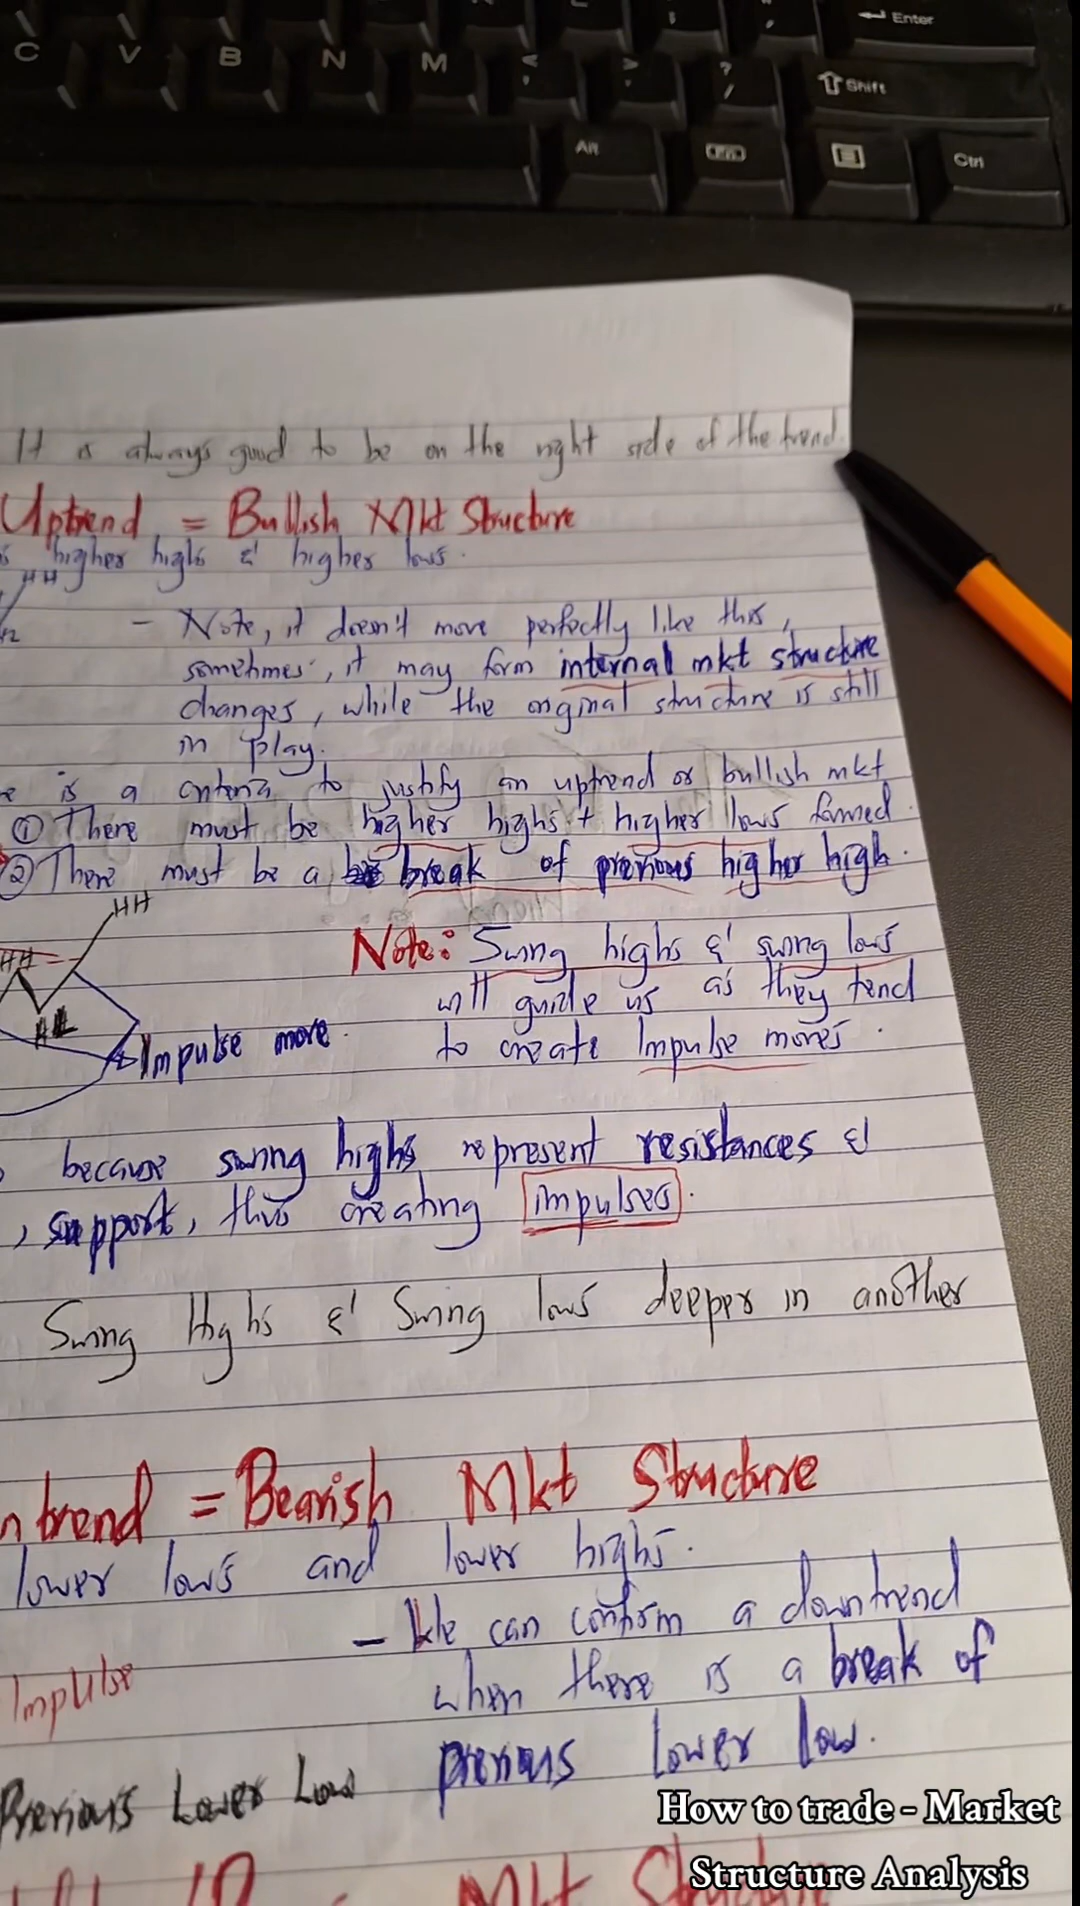 Enter
C V B N M < , > . ? /
Shift
Alt
Ctrl
It is always good to be on the right side of the trend.
Uptrend = Bullish Mkt Structure
higher highs & higher lows.
HH
- Note, it doesn't move perfectly like this,
sometimes, it may form internal mkt structure
changes, while the original structure is still
in play.
is a criteria to justify an uptrend or bullish mkt
① There must be higher highs + higher lows formed.
② There must be a break of previous higher high.
HH
Note: Swing highs & swing lows
HH
will guide us as they tend
HL
Impulse move.
to create Impulse moves.
because swing highs represent resistances &
, support, thus creating impulses.
Swing Highs & Swing lows deeper in another
n trend = Bearish Mkt Structure
lower lows and lower highs.
- We can confirm a downtrend
Impulse
when there is a break of
previous lower low.
Previous Lower Low
Mkt Structure
How to trade - Market
Structure Analysis